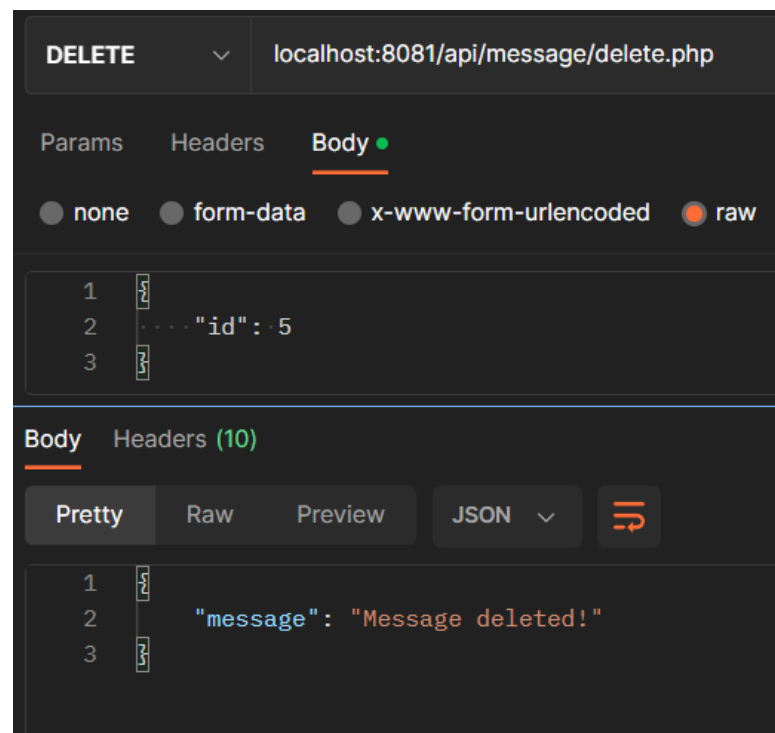 DELETE localhost:8081/api/message/delete.php
Params Headers Body
none form-data x-www-form-urlencoded raw
1 {
2 "id": 5
3 }
Body Headers (10)
Pretty Raw Preview JSON
1 {
2 "message": "Message deleted!"
3 }